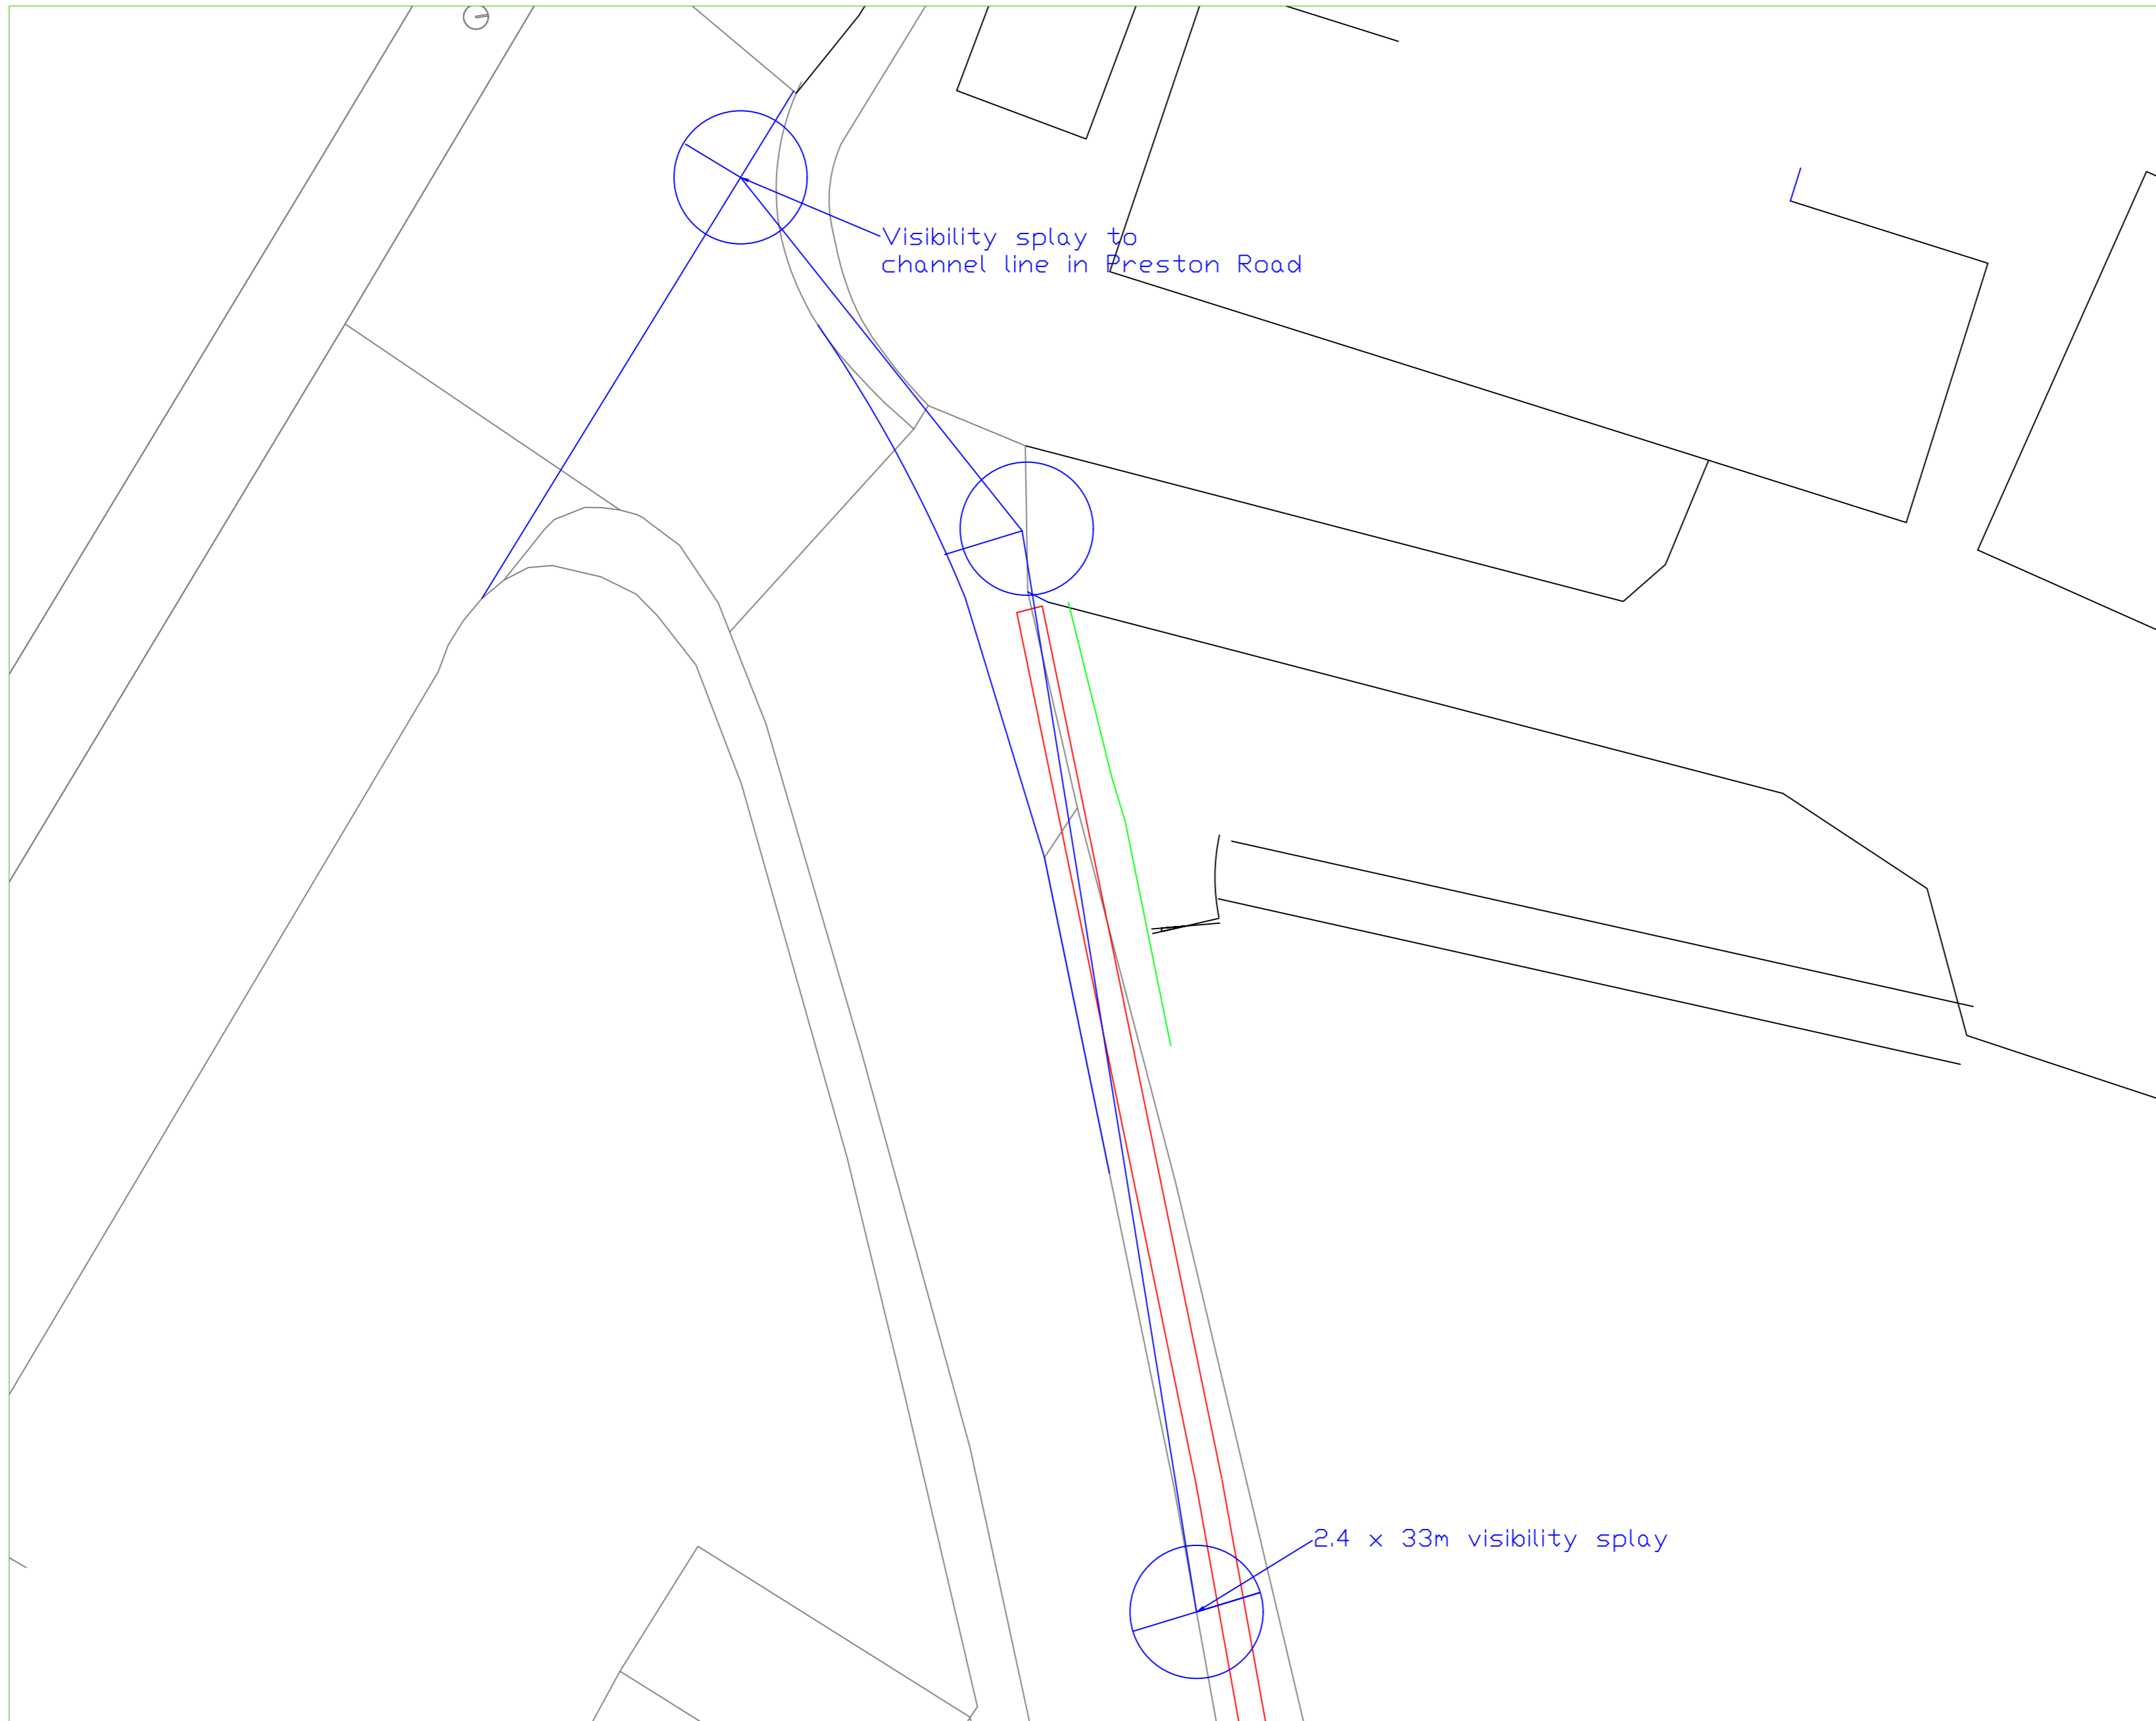 Visibility splay to
channel line in Preston Road
2.4 x 33m visibility splay